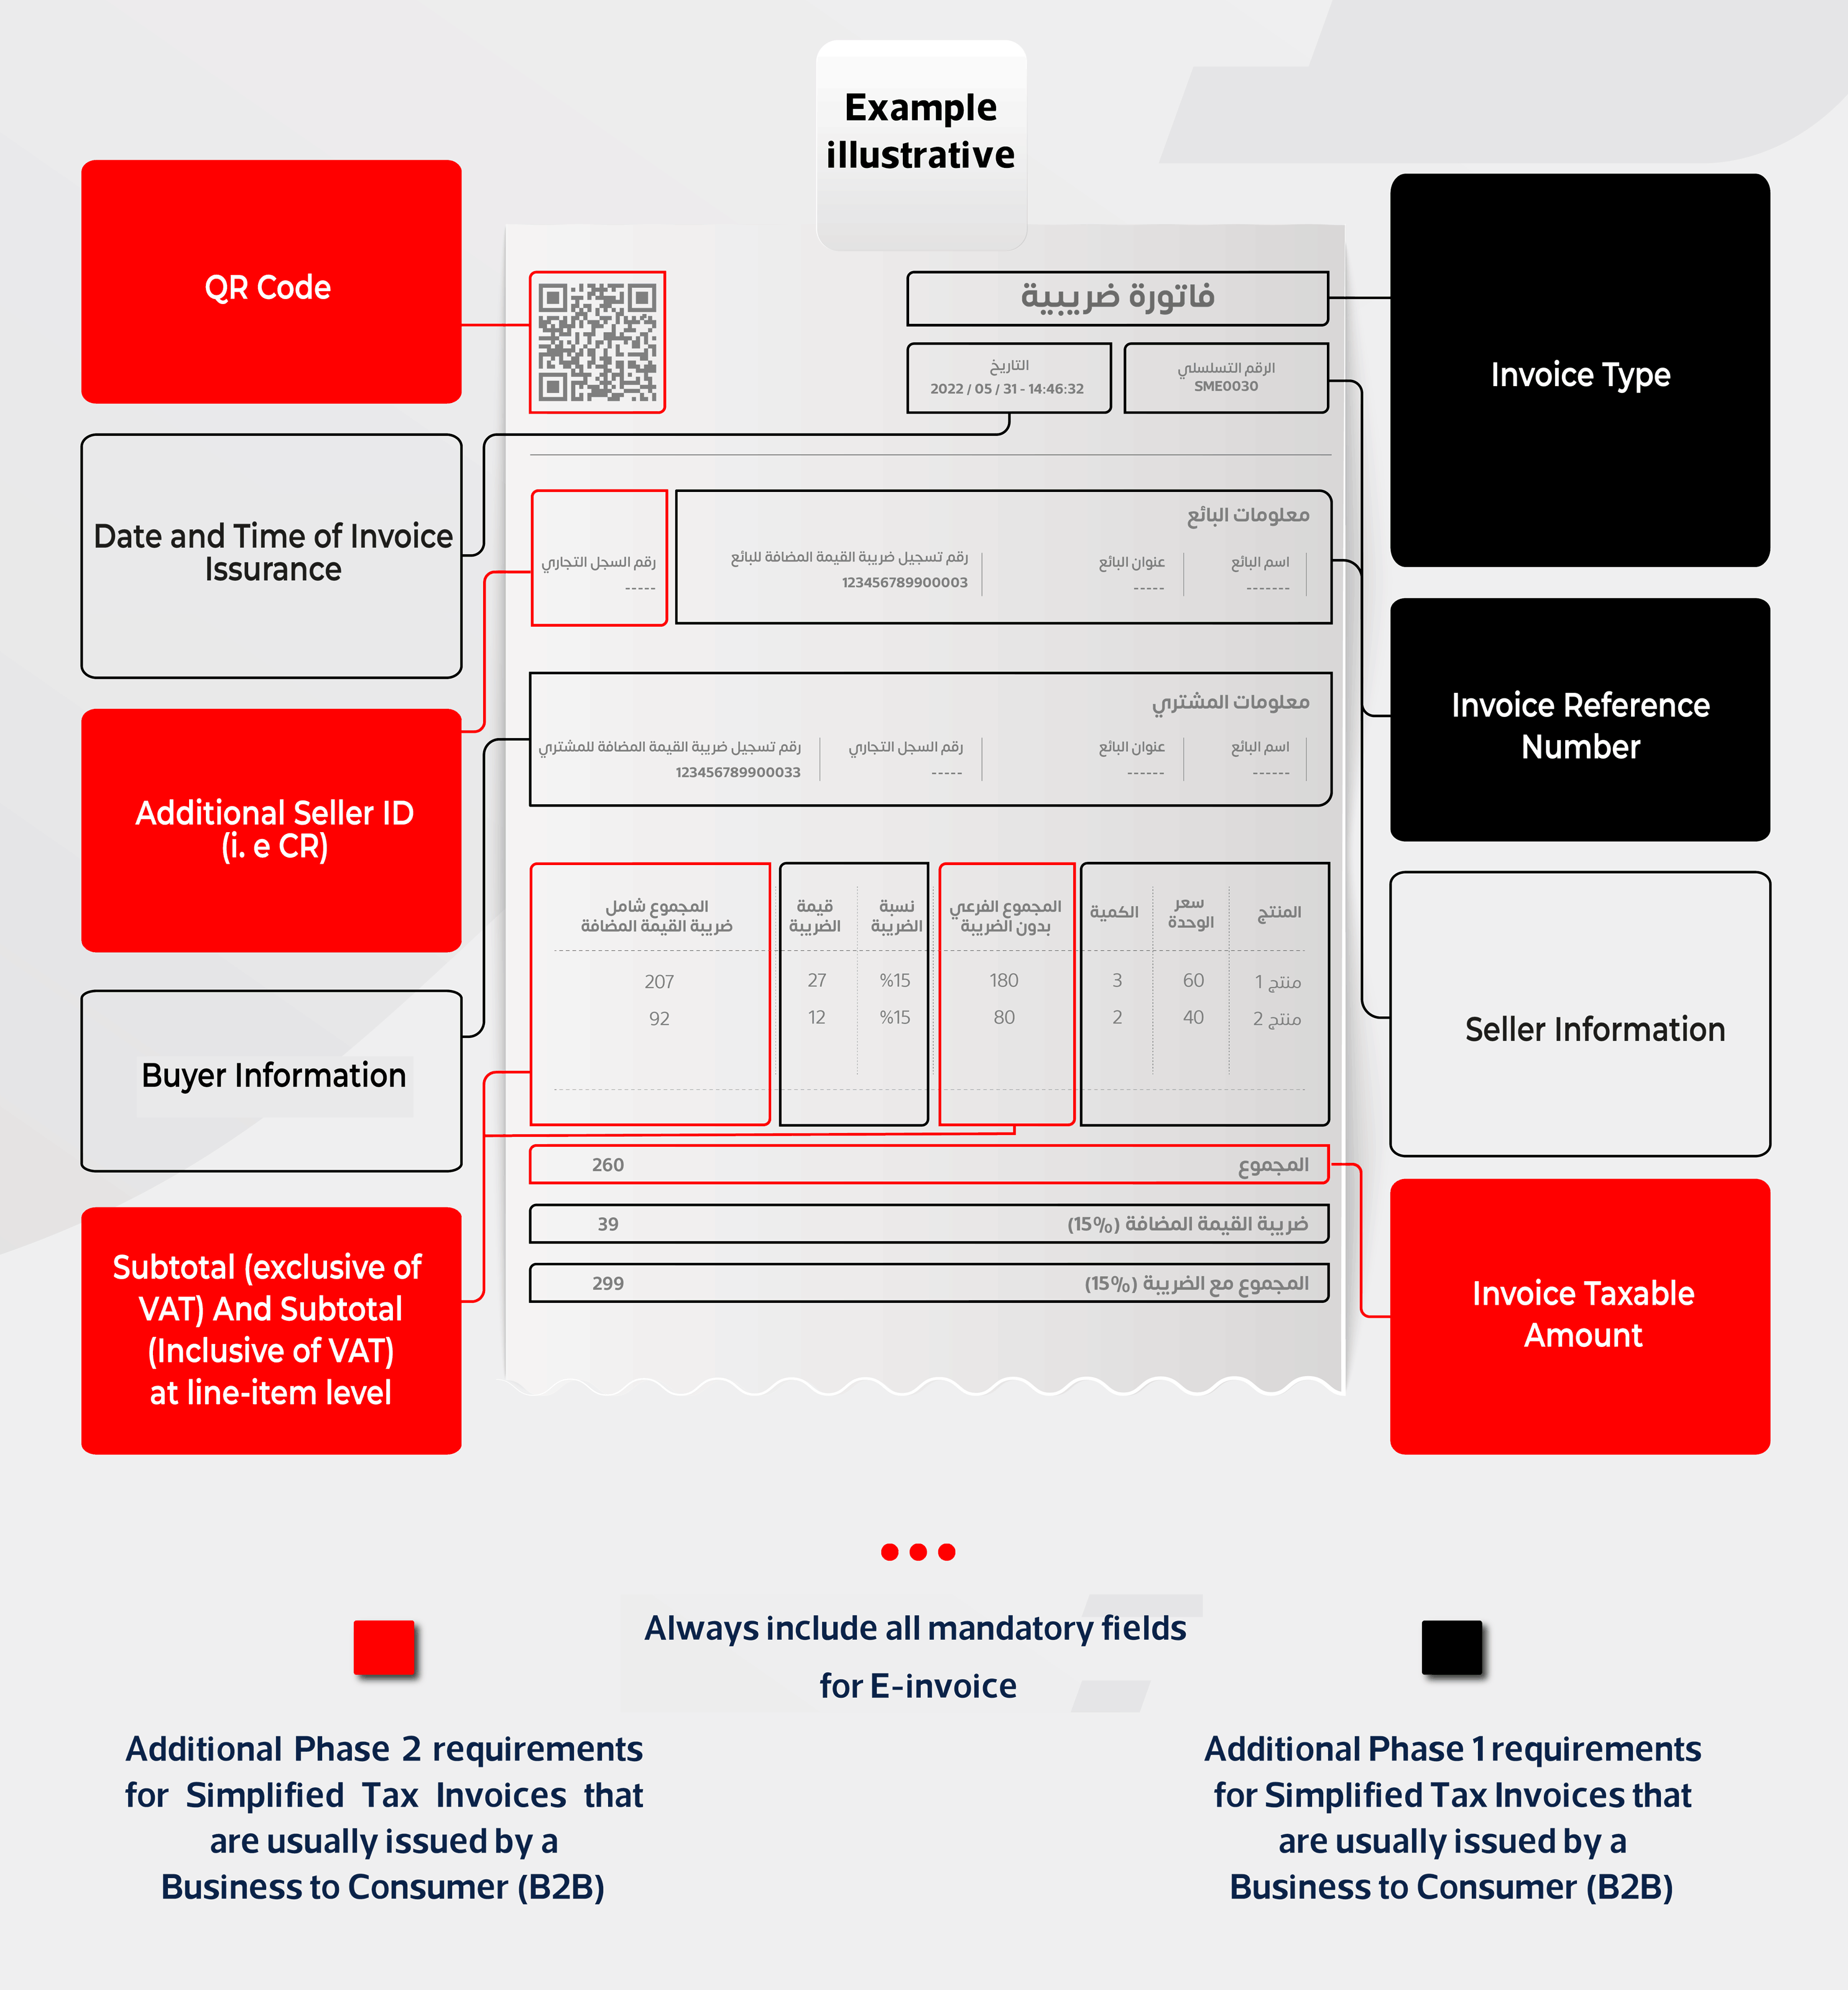 Example
illustrative
QR Code
Date and Time of Invoice
Issurance
Additional Seller ID
(i. e CR)
Buyer Information
Subtotal (exclusive of
VAT) And Subtotal
(Inclusive of VAT)
at line-item level
فاتورة ضريبية
الرقم التسلسلي
SME0030
التاريخ
2022 / 05 / 31 - 14:46:32
معلومات البائع
اسم البائع
-------
عنوان البائع
-----
رقم تسجيل ضريبة القيمة المضافة للبائع
123456789900003
رقم السجل التجاري
-----
معلومات المشتري
اسم البائع
------
عنوان البائع
------
رقم السجل التجاري
-----
رقم تسجيل ضريبة القيمة المضافة للمشتري
123456789900033
المنتج
سعر
الوحدة
الكمية
المجموع الفرعي
بدون الضريبة
نسبة
الضريبة
قيمة
الضريبة
المجموع شامل
ضريبة القيمة المضافة
منتج 1 60 3 180 %15 27 207
منتج 2 40 2 80 %15 12 92
المجموع 260
ضريبة القيمة المضافة (15%) 39
المجموع مع الضريبة (15%) 299
Invoice Type
Invoice Reference
Number
Seller Information
Invoice Taxable
Amount
Always include all mandatory fields
for E-invoice
Additional Phase 2 requirements
for Simplified Tax Invoices that
are usually issued by a
Business to Consumer (B2B)
Additional Phase 1 requirements
for Simplified Tax Invoices that
are usually issued by a
Business to Consumer (B2B)